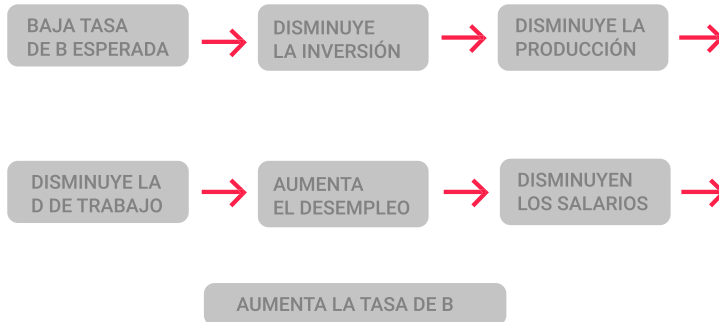 BAJA TASA
DE B ESPERADA
DISMINUYE
LA INVERSIÓN
DISMINUYE LA
PRODUCCIÓN
DISMINUYE LA
D DE TRABAJO
AUMENTA
EL DESEMPLEO
DISMINUYEN
LOS SALARIOS
AUMENTA LA TASA DE B